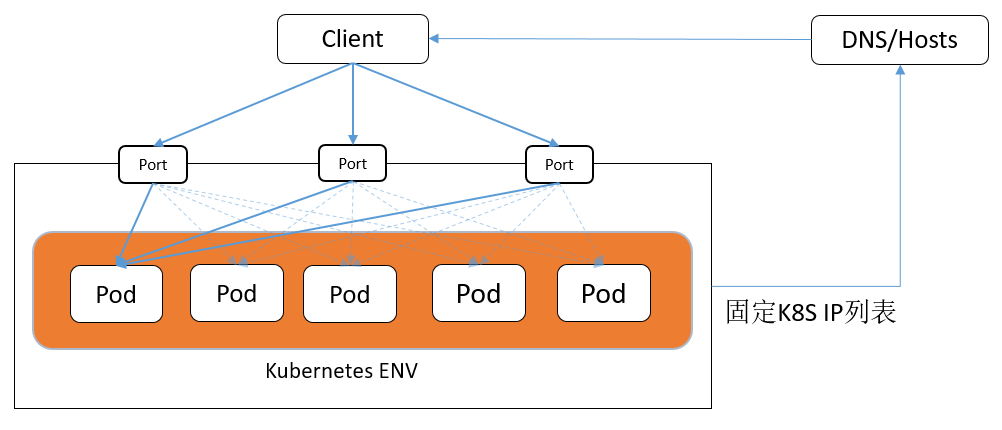 Client
DNS/Hosts
Port
Port
Port
Pod
Pod
Pod
Pod
Pod
固定K8S IP列表
Kubernetes ENV